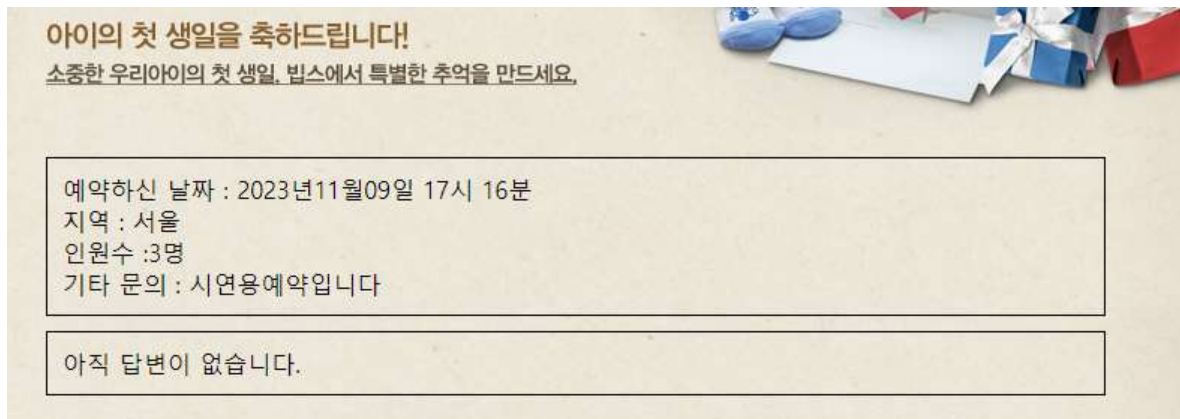 아이의 첫 생일을 축하드립니다!
소중한 우리아이의 첫 생일, 빕스에서 특별한 추억을 만드세요.
예약하신 날짜 : 2023년11월09일 17시 16분
지역 : 서울
인원수 :3명
기타 문의 : 시연용예약입니다
아직 답변이 없습니다.